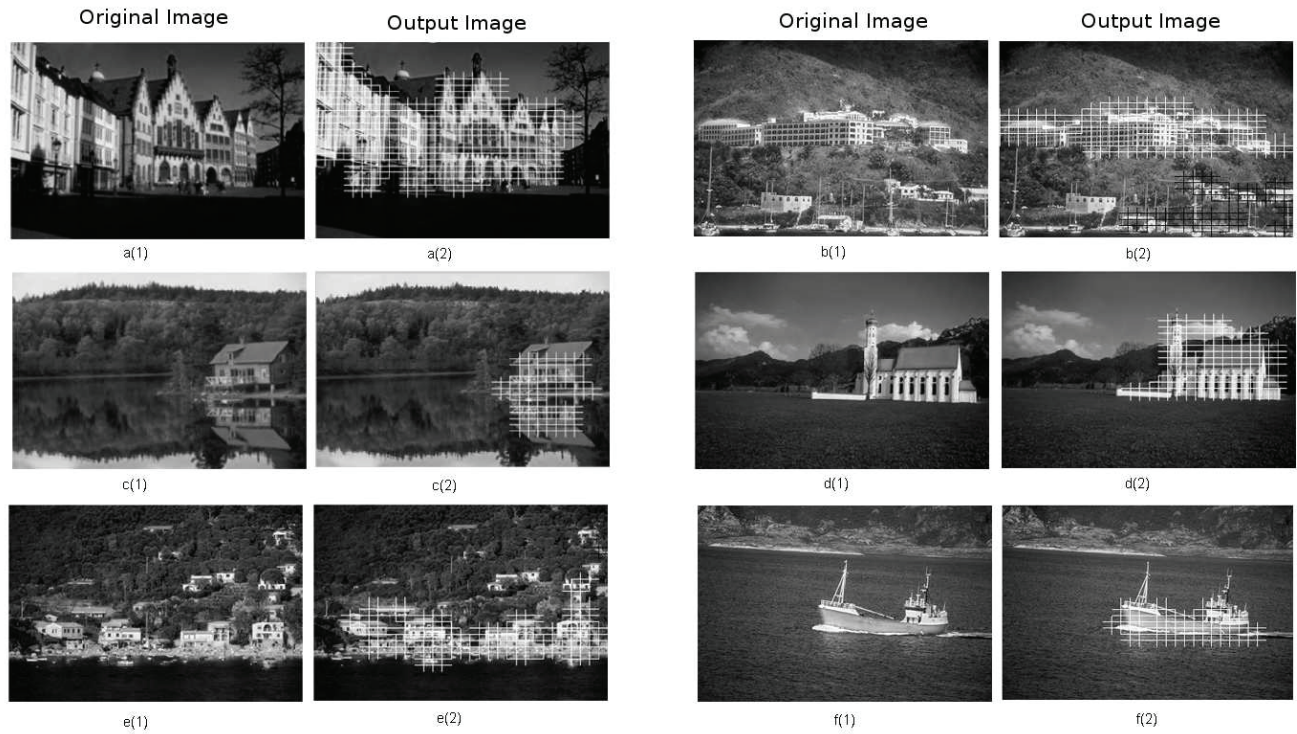 Original Image
Output Image
Original Image
Output Image
a(1)
a(2)
b(1)
b(2)
c(1)
c(2)
d(1)
d(2)
e(1)
e(2)
f(1)
f(2)